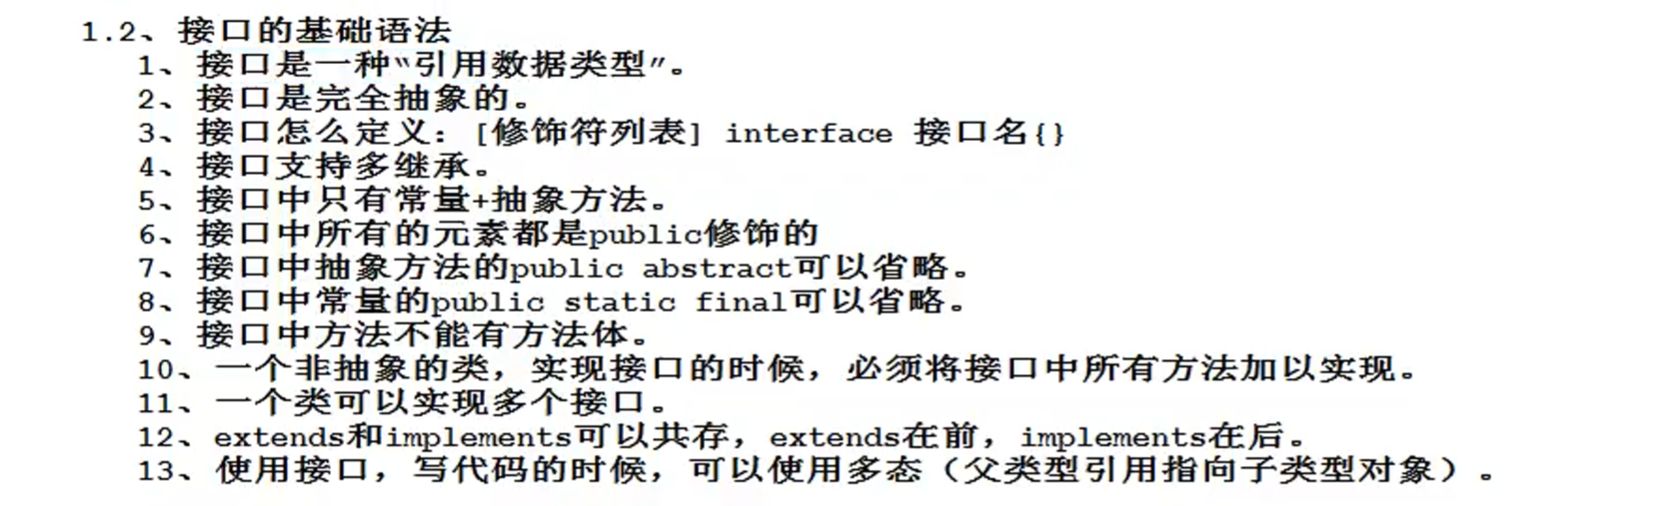 1.2、接口的基础语法
1、接口是一种“引用数据类型”。
2、接口是完全抽象的。
3、接口怎么定义：[修饰符列表] interface 接口名{}
4、接口支持多继承。
5、接口中只有常量+抽象方法。
6、接口中所有的元素都是public修饰的
7、接口中抽象方法的public abstract可以省略。
8、接口中常量的public static final可以省略。
9、接口中方法不能有方法体。
10、一个非抽象的类，实现接口的时候，必须将接口中所有方法加以实现。
11、一个类可以实现多个接口。
12、extends和implements可以共存，extends在前，implements在后。
13、使用接口，写代码的时候，可以使用多态（父类型引用指向子类型对象）。